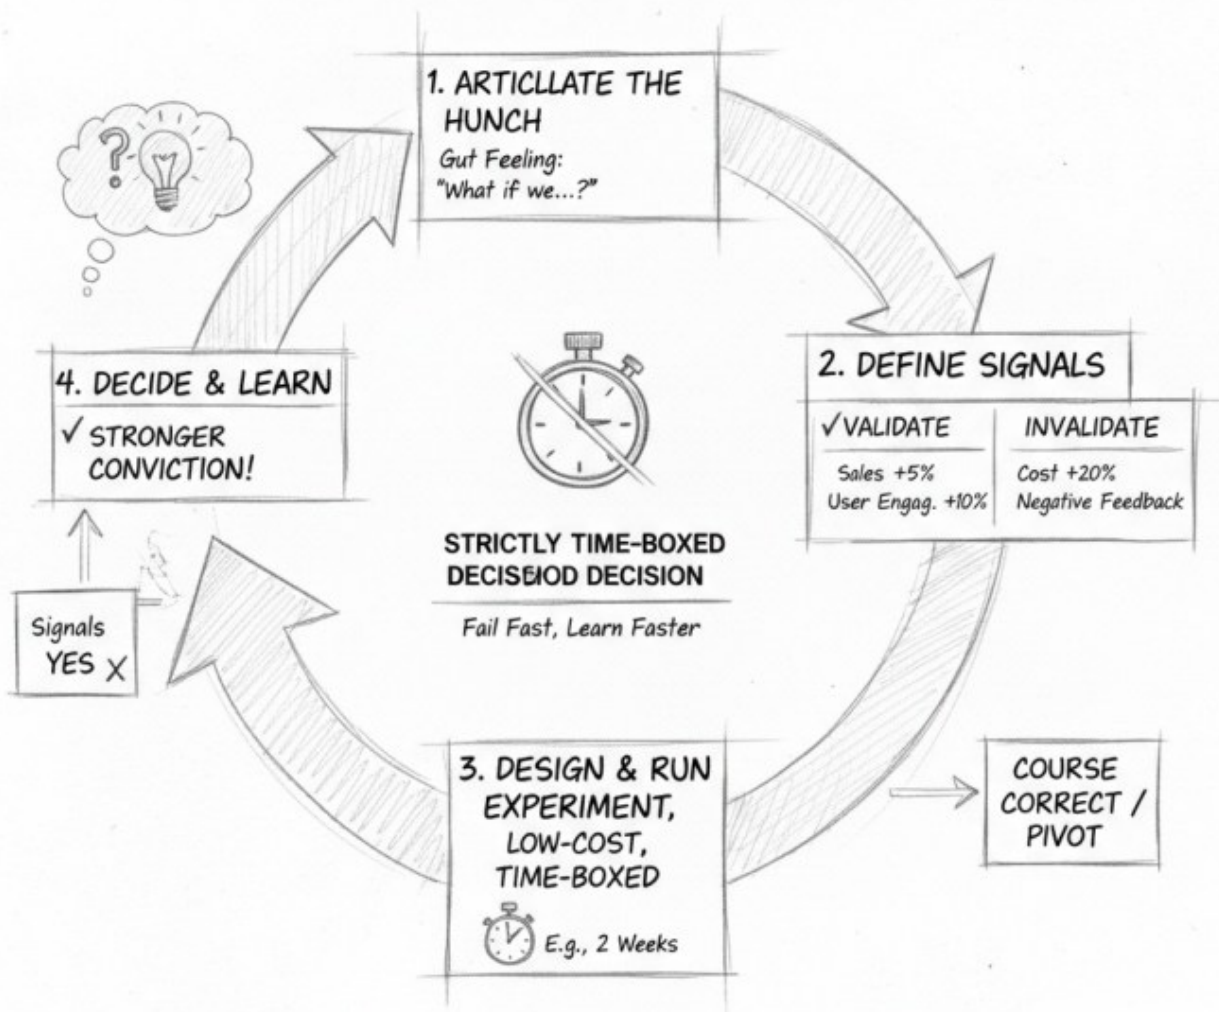 1. ARTICLLATE THE
HUNCH
Gut Feeling:
"What if we...?"
2. DEFINE SIGNALS
✓ VALIDATE
Sales +5%
User Engag. +10%
INVALIDATE
Cost +20%
Negative Feedback
3. DESIGN & RUN
EXPERIMENT,
LOW-COST,
TIME-BOXED
E.g., 2 Weeks
COURSE
CORRECT /
PIVOT
4. DECIDE & LEARN
✓ STRONGER
CONVICTION!
Signals
YES X
?
STRICTLY TIME-BOXED
DECISION
Fail Fast, Learn Faster